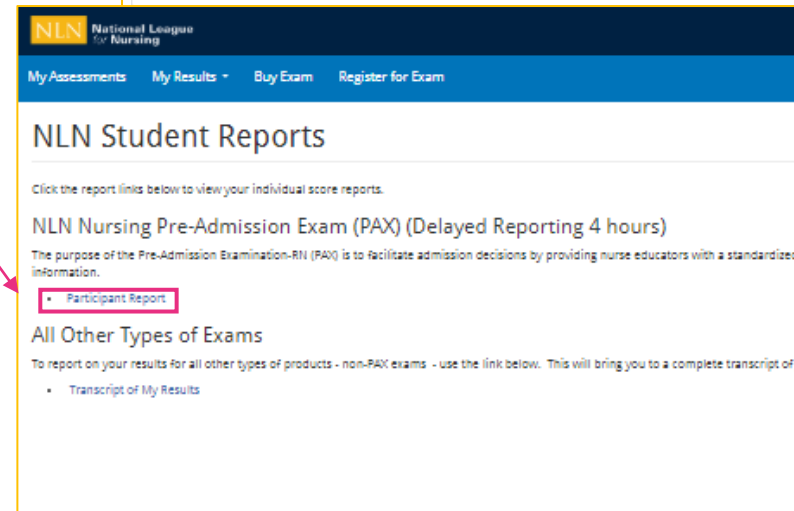 NLN National League
for Nursing
My Assessments My Results Buy Exam Register for Exam
NLN Student Reports
Click the report links below to view your individual score reports.
NLN Nursing Pre-Admission Exam (PAX) (Delayed Reporting 4 hours)
The purpose of the Pre-Admission Examination-RN (PAX) is to facilitate admission decisions by providing nurse educators with a standardized
information.
• Participant Report
All Other Types of Exams
To report on your results for all other types of products - non-PAX exams - use the link below. This will bring you to a complete transcript of
• Transcript of My Results